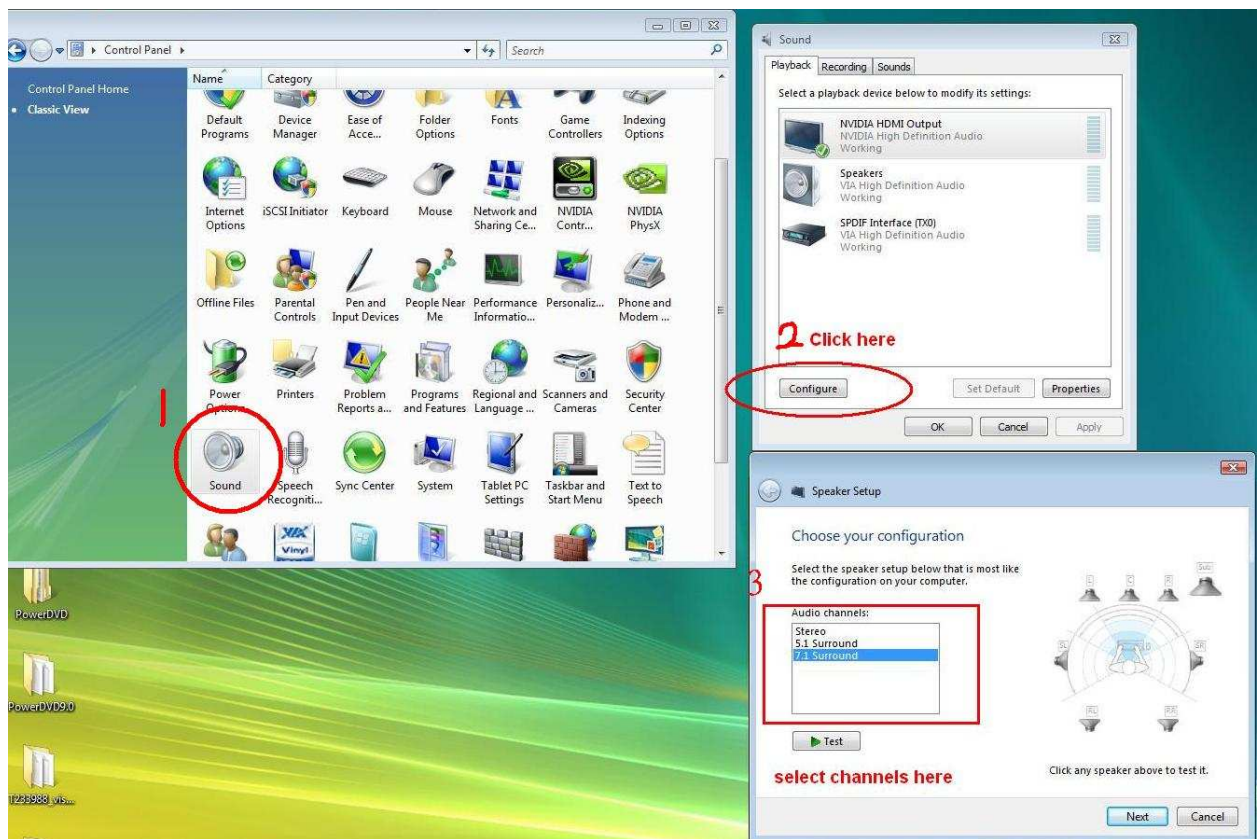 Control Panel
Search
Control Panel Home
Classic View
Name Category
Default Programs
Device Manager
Ease of Acce...
Folder Options
Fonts
Game Controllers
Indexing Options
Internet Options
iSCSI Initiator
Keyboard
Mouse
Network and Sharing Ce...
NVIDIA Contr...
NVIDIA PhysX
Offline Files
Parental Controls
Pen and Input Devices
People Near Me
Performance Informatio...
Personaliz...
Phone and Modem ...
1
Power Option...
Printers
Problem Reports a...
Programs and Features
Regional and Language ...
Scanners and Cameras
Security Center
Sound
Speech Recogniti...
Sync Center
System
Tablet PC Settings
Taskbar and Start Menu
Text to Speech
VIA
Vinyl
PowerDVD
PowerDVD9.0
1233988_vis...
Sound
Playback Recording Sounds
Select a playback device below to modify its settings:
NVIDIA HDMI Output
NVIDIA High Definition Audio
Working
Speakers
VIA High Definition Audio
Working
SPDIF Interface (TX0)
VIA High Definition Audio
Working
2 Click here
Configure Set Default Properties
OK Cancel Apply
Speaker Setup
Choose your configuration
Select the speaker setup below that is most like
the configuration on your computer.
3
Audio channels:
Stereo
5.1 Surround
7.1 Surround
Test
select channels here
L C R Sub
SL SR
RL RR
Click any speaker above to test it.
Next Cancel